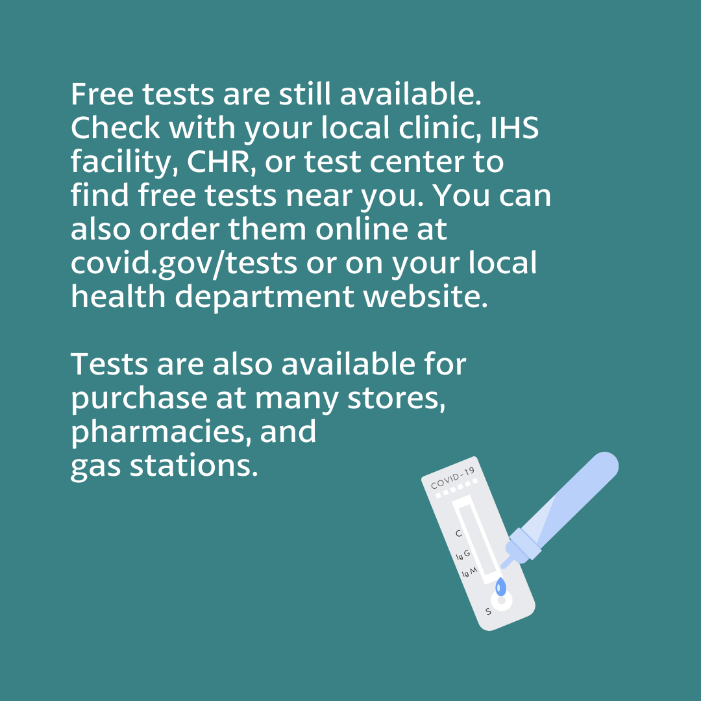 Free tests are still available.
Check with your local clinic, IHS
facility, CHR, or test center to
find free tests near you. You can
also order them online at
covid.gov/tests or on your local
health department website.
Tests are also available for
purchase at many stores,
pharmacies, and
gas stations.
COVID-19
C
IgG
IgM
S